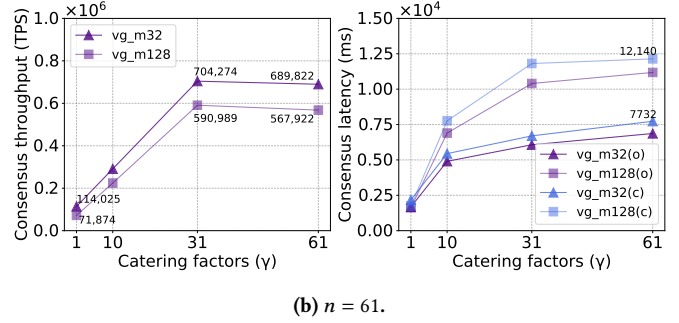 ×10⁶
Consensus throughput (TPS)
1.0
0.8
0.6
0.4
0.2
0.0
vg_m32
vg_m128
704,274
689,822
590,989
567,922
114,025
71,874
1 10 31 61
Catering factors (γ)
×10⁴
Consensus latency (ms)
1.50
1.25
1.00
0.75
0.50
0.25
0.00
12,140
7732
vg_m32(o)
vg_m128(o)
vg_m32(c)
vg_m128(c)
1 10 31 61
Catering factors (γ)
(b) n = 61.